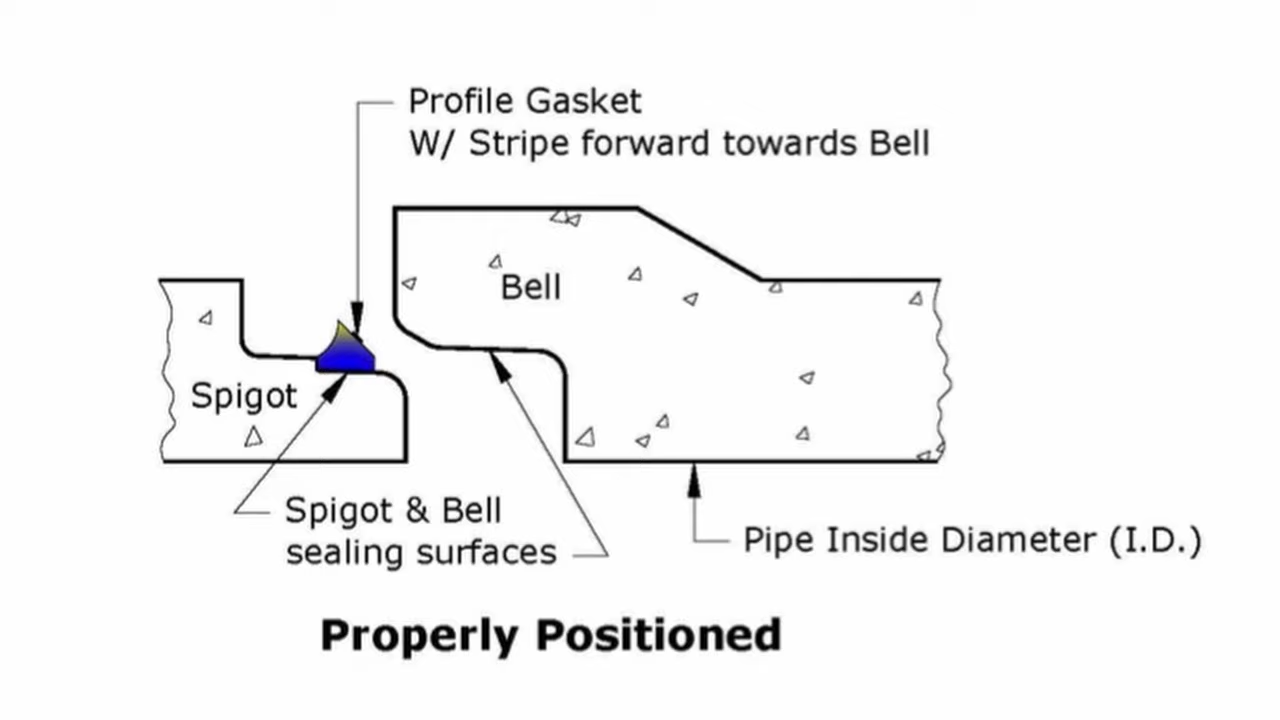 Profile Gasket
W/ Stripe forward towards Bell
Bell
Spigot
Spigot & Bell
sealing surfaces
Pipe Inside Diameter (I.D.)
Properly Positioned